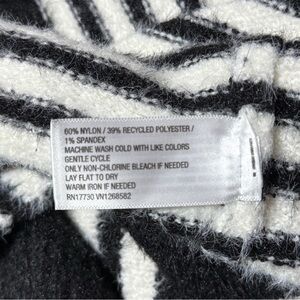 60% NYLON / 39% RECYCLED POLYESTER /
1% SPANDEX
MACHINE WASH COLD WITH LIKE COLORS
GENTLE CYCLE
ONLY NON-CHLORINE BLEACH IF NEEDED
LAY FLAT TO DRY
WARM IRON IF NEEDED
RN17730 VN1268582